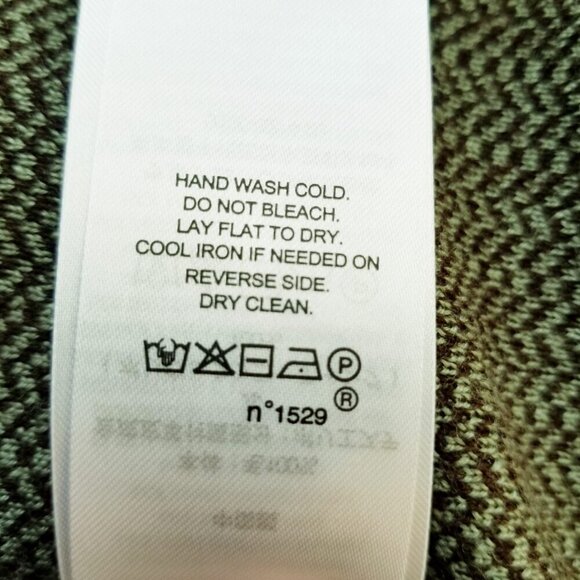 HAND WASH COLD.
DO NOT BLEACH.
LAY FLAT TO DRY.
COOL IRON IF NEEDED ON
REVERSE SIDE.
DRY CLEAN.
P
n°1529 ®